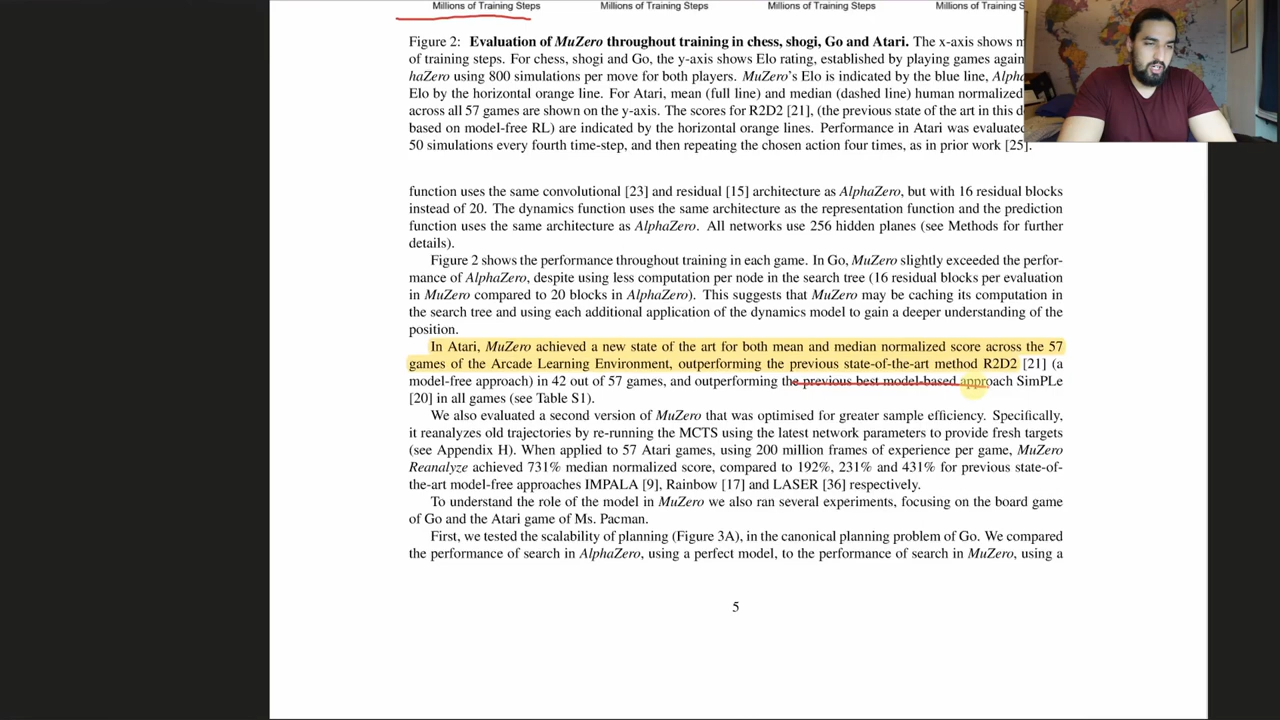 Millions of Training Steps Millions of Training Steps Millions of Training Steps Millions of Training S
Figure 2: Evaluation of MuZero throughout training in chess, shogi, Go and Atari. The x-axis shows
of training steps. For chess, shogi and Go, the y-axis shows Elo rating, established by playing games again
haZero using 800 simulations per move for both players. MuZero's Elo is indicated by the blue line, Alph
Elo by the horizontal orange line. For Atari, mean (full line) and median (dashed line) human normalized
across all 57 games are shown on the y-axis. The scores for R2D2 [21], (the previous state of the art in this d
based on model-free RL) are indicated by the horizontal orange lines. Performance in Atari was evaluated
50 simulations every fourth time-step, and then repeating the chosen action four times, as in prior work [25].
function uses the same convolutional [23] and residual [15] architecture as AlphaZero, but with 16 residual blocks
instead of 20. The dynamics function uses the same architecture as the representation function and the prediction
function uses the same architecture as AlphaZero. All networks use 256 hidden planes (see Methods for further
details).
Figure 2 shows the performance throughout training in each game. In Go, MuZero slightly exceeded the perfor-
mance of AlphaZero, despite using less computation per node in the search tree (16 residual blocks per evaluation
in MuZero compared to 20 blocks in AlphaZero). This suggests that MuZero may be caching its computation in
the search tree and using each additional application of the dynamics model to gain a deeper understanding of the
position.
In Atari, MuZero achieved a new state of the art for both mean and median normalized score across the 57
games of the Arcade Learning Environment, outperforming the previous state-of-the-art method R2D2 [21] (a
model-free approach) in 42 out of 57 games, and outperforming the previous best model-based approach SimPLe
[20] in all games (see Table S1).
We also evaluated a second version of MuZero that was optimised for greater sample efficiency. Specifically,
it reanalyzes old trajectories by re-running the MCTS using the latest network parameters to provide fresh targets
(see Appendix H). When applied to 57 Atari games, using 200 million frames of experience per game, MuZero
Reanalyze achieved 731% median normalized score, compared to 192%, 231% and 431% for previous state-of-
the-art model-free approaches IMPALA [9], Rainbow [17] and LASER [36] respectively.
To understand the role of the model in MuZero we also ran several experiments, focusing on the board game
of Go and the Atari game of Ms. Pacman.
First, we tested the scalability of planning (Figure 3A), in the canonical planning problem of Go. We compared
the performance of search in AlphaZero, using a perfect model, to the performance of search in MuZero, using a
5